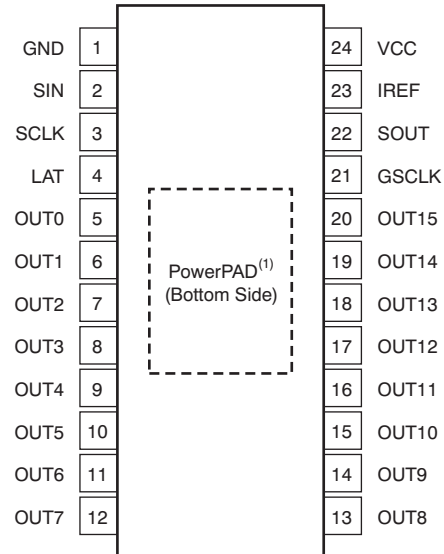 GND 1 24 VCC
SIN 2 23 IREF
SCLK 3 22 SOUT
LAT 4 21 GSCLK
OUT0 5 20 OUT15
OUT1 6 19 OUT14
PowerPAD(1)
(Bottom Side)
OUT2 7 18 OUT13
OUT3 8 17 OUT12
OUT4 9 16 OUT11
OUT5 10 15 OUT10
OUT6 11 14 OUT9
OUT7 12 13 OUT8